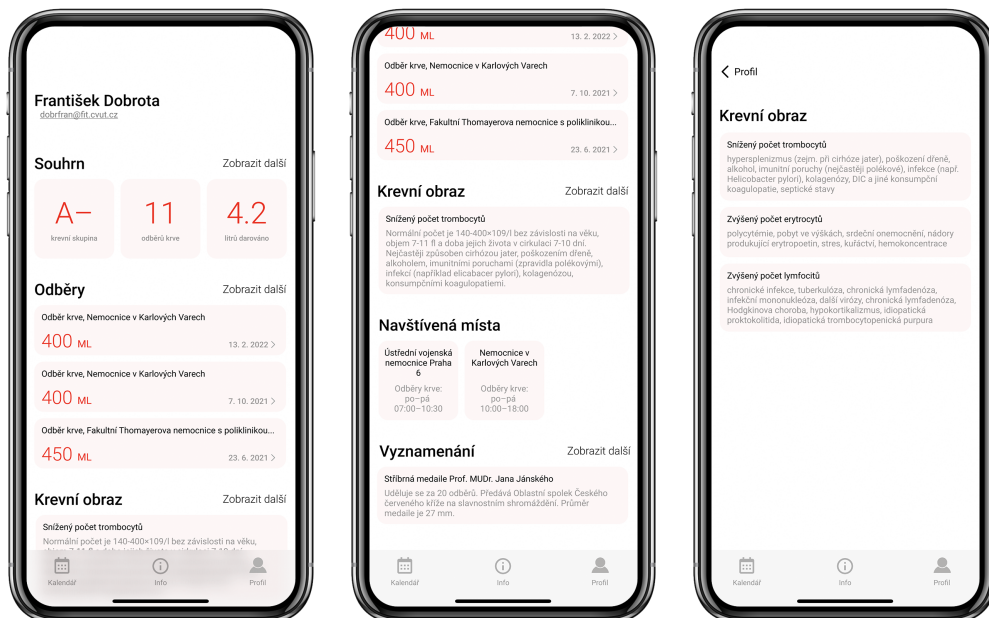 František Dobrota
dobrfran@fit.cvut.cz
Souhrn
Zobrazit další
A–
krevní skupina
11
odběrů krve
4.2
litrů darováno
Odběry
Zobrazit další
Odběr krve, Nemocnice v Karlových Varech
400 ML
13. 2. 2022 >
Odběr krve, Nemocnice v Karlových Varech
400 ML
7. 10. 2021 >
Odběr krve, Fakultní Thomayerova nemocnice s poliklinikou...
450 ML
23. 6. 2021 >
Krevní obraz
Zobrazit další
Snížený počet trombocytů
Normální počet je 140-400×109/l bez závislosti na věku,
Kalendář
Info
Profil
400 ML
13. 2. 2022 >
Odběr krve, Nemocnice v Karlových Varech
400 ML
7. 10. 2021 >
Odběr krve, Fakultní Thomayerova nemocnice s poliklinikou...
450 ML
23. 6. 2021 >
Krevní obraz
Zobrazit další
Snížený počet trombocytů
Normální počet je 140-400×109/l bez závislosti na věku,
objem 7-11 fl a doba jejich života v cirkulaci 7-10 dní.
Nejčastěji způsoben cirhózou jater, poškozením dřeně,
alkoholem, imunitními poruchami (zpravidla polékovými),
infekcí (například elicabacer pylori), kolagenózou,
konsumpčními koagulopatiemi.
Navštívená místa
Ústřední vojenská
nemocnice Praha
6
Odběry krve:
po–pá
07:00–10:30
Nemocnice v
Karlových Varech
Odběry krve:
po–pá
10:00–18:00
Vyznamenání
Zobrazit další
Stříbrná medaile Prof. MUDr. Jana Jánského
Uděluje se za 20 odběrů. Předává Oblastní spolek Českého
červeného kříže na slavnostním shromáždění. Průměr
medaile je 27 mm.
Kalendář
Info
Profil
Profil
Krevní obraz
Snížený počet trombocytů
hypersplenizmus (zejm. při cirhóze jater), poškození dřeně,
alkohol, imunitní poruchy (nejčastěji polékové), infekce (např.
Helicobacter pylori), kolagenózy, DIC a jiné konsumpční
koagulopatie, septické stavy
Zvýšený počet erytrocytů
polycytémie, pobyt ve výškách, srdeční onemocnění, nádory
produkující erytropoetin, stres, kuřáctví, hemokoncentrace
Zvýšený počet lymfocitů
chronické infekce, tuberkulóza, chronická lymfadenóza,
infekční mononukleóza, další virózy, chronická lymfadenóza,
Hodgkinova choroba, hypokortikalizmus, idiopatická
proktokolitida, idiopatická trombocytopenická purpura
Kalendář
Info
Profil